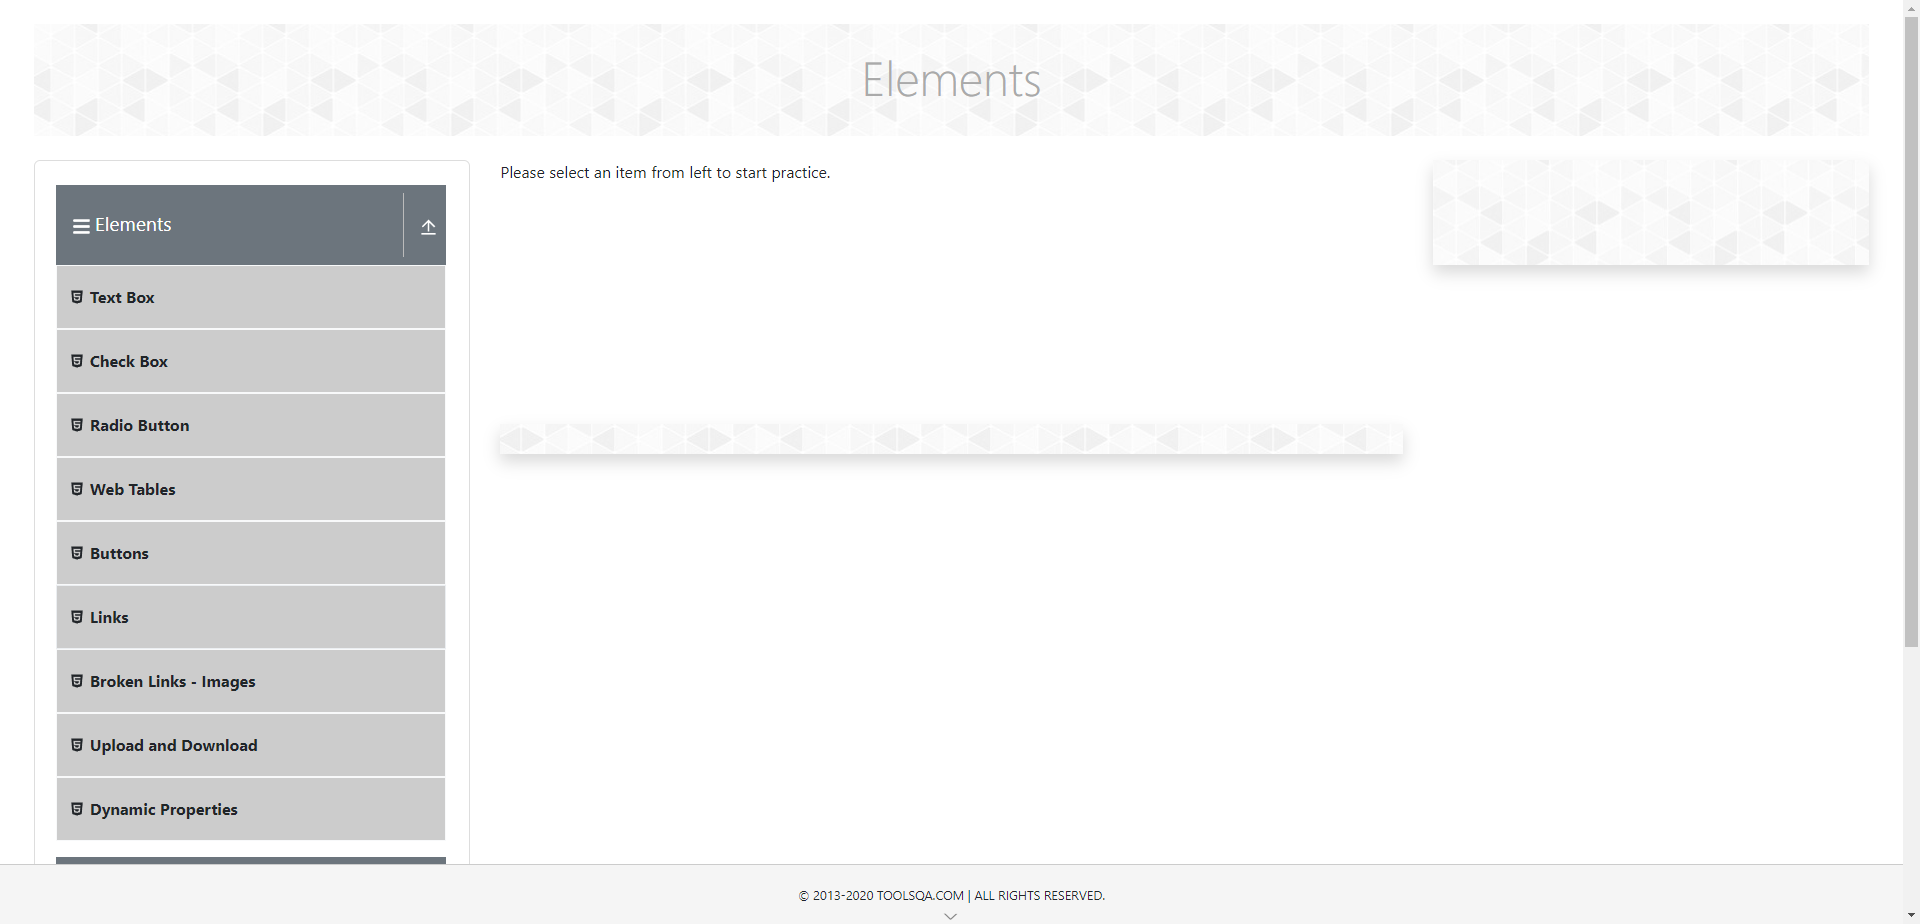 Elements
Please select an item from left to start practice.
Elements
Text Box
Check Box
Radio Button
Web Tables
Buttons
Links
Broken Links - Images
Upload and Download
Dynamic Properties
© 2013-2020 TOOLSQA.COM | ALL RIGHTS RESERVED.